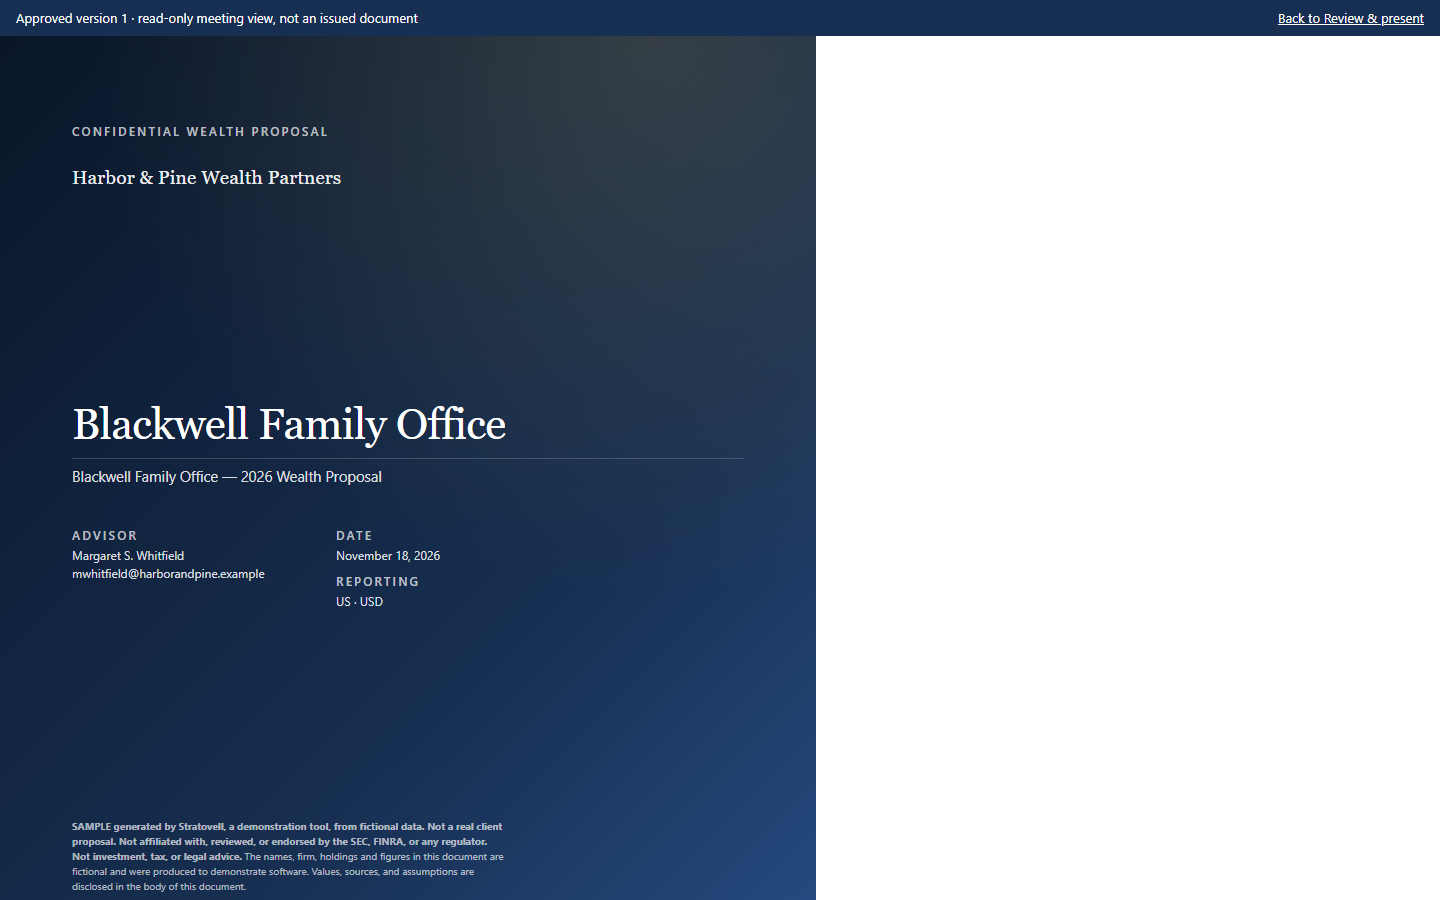 Approved version 1 · read-only meeting view, not an issued document
Back to Review & present
CONFIDENTIAL WEALTH PROPOSAL
Harbor & Pine Wealth Partners
Blackwell Family Office
Blackwell Family Office — 2026 Wealth Proposal
ADVISOR
Margaret S. Whitfield
mwhitfield@harborandpine.example
DATE
November 18, 2026
REPORTING
US · USD
SAMPLE generated by Stratovell, a demonstration tool, from fictional data. Not a real client
proposal. Not affiliated with, reviewed, or endorsed by the SEC, FINRA, or any regulator.
Not investment, tax, or legal advice. The names, firm, holdings and figures in this document are
fictional and were produced to demonstrate software. Values, sources, and assumptions are
disclosed in the body of this document.